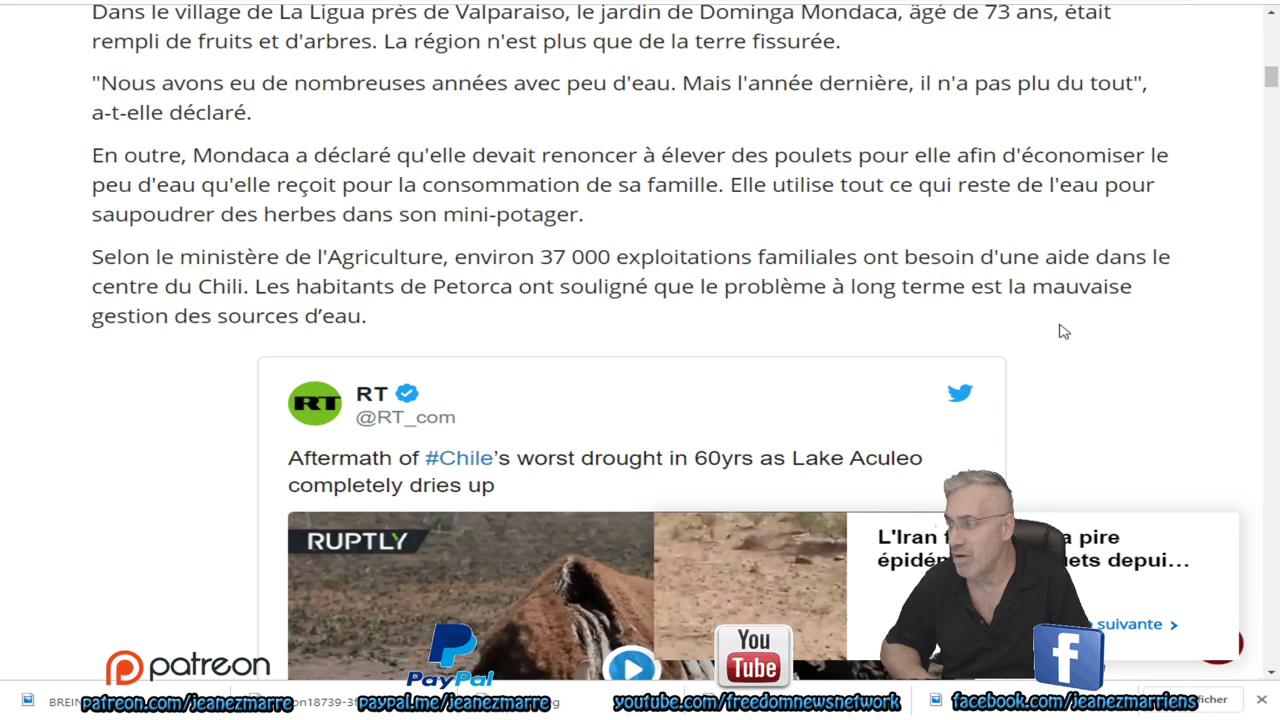 Dans le village de La Ligua près de Valparaiso, le jardin de Dominga Mondaca, âgé de 73 ans, était
rempli de fruits et d'arbres. La région n'est plus que de la terre fissurée.
"Nous avons eu de nombreuses années avec peu d'eau. Mais l'année dernière, il n'a pas plu du tout",
a-t-elle déclaré.
En outre, Mondaca a déclaré qu'elle devait renoncer à élever des poulets pour elle afin d'économiser le
peu d'eau qu'elle reçoit pour la consommation de sa famille. Elle utilise tout ce qui reste de l'eau pour
saupoudrer des herbes dans son mini-potager.
Selon le ministère de l'Agriculture, environ 37 000 exploitations familiales ont besoin d'une aide dans le
centre du Chili. Les habitants de Petorca ont souligné que le problème à long terme est la mauvaise
gestion des sources d’eau.
RT
RT
@RT_com
Aftermath of #Chile’s worst drought in 60yrs as Lake Aculeo
completely dries up
RUPTLY
L'Iran a pire
depui...
suivante >
patreon
PayPal
You
Tube
patreon.com/jeanezmarre
paypal.me/jeanezmarre
youtube.com/freedomnewsnetwork
facebook.com/jeanezmarriens